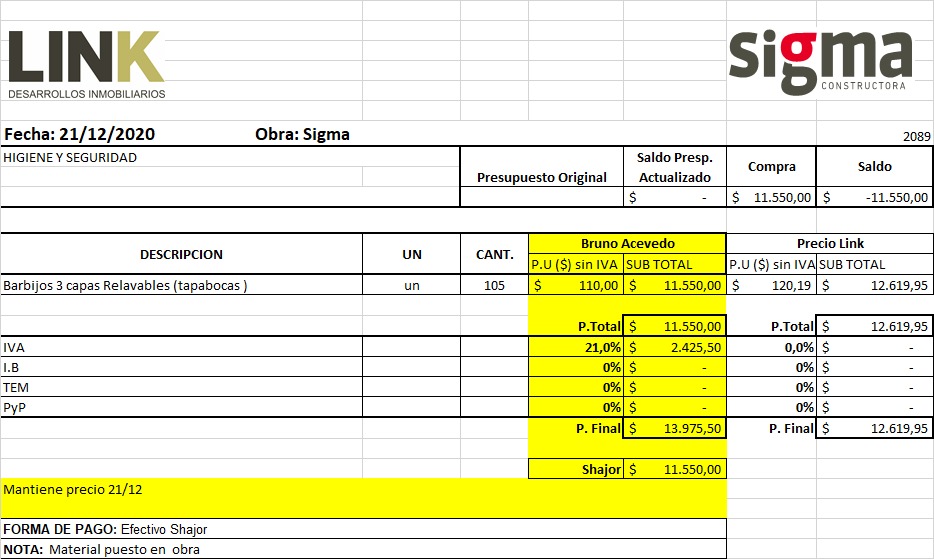 LINK
DESARROLLOS INMOBILIARIOS
sigma
CONSTRUCTORA
Fecha: 21/12/2020 Obra: Sigma 2089
HIGIENE Y SEGURIDAD
Presupuesto Original Saldo Presp. Actualizado Compra Saldo
$ - $ 11.550,00 $ -11.550,00
DESCRIPCION UN CANT. Bruno Acevedo Precio Link
P.U ($) sin IVA SUB TOTAL P.U ($) sin IVA SUB TOTAL
Barbijos 3 capas Relavables (tapabocas ) un 105 $ 110,00 $ 11.550,00 $ 120,19 $ 12.619,95
P.Total $ 11.550,00 P.Total $ 12.619,95
IVA 21,0% $ 2.425,50 0,0% $ -
I.B 0% $ - 0% $ -
TEM 0% $ - 0% $ -
PyP 0% $ - 0% $ -
P. Final $ 13.975,50 P. Final $ 12.619,95
Shajor $ 11.550,00
Mantiene precio 21/12
FORMA DE PAGO: Efectivo Shajor
NOTA: Material puesto en obra